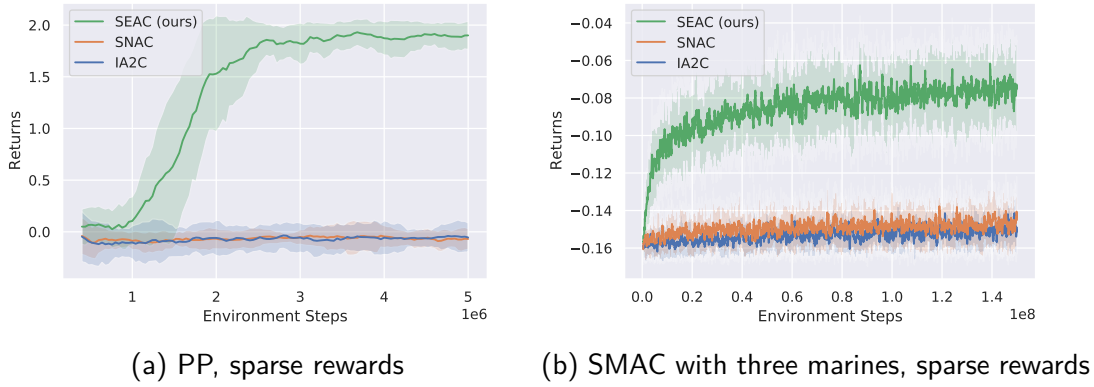 SEAC (ours)
SNAC
IA2C
2.0
1.5
1.0
0.5
0.0
Returns
1
2
3
4
5
1e6
Environment Steps
(a) PP, sparse rewards
SEAC (ours)
SNAC
IA2C
−0.04
−0.06
−0.08
−0.10
−0.12
−0.14
−0.16
Returns
0.0
0.2
0.4
0.6
0.8
1.0
1.2
1.4
1e8
Environment Steps
(b) SMAC with three marines, sparse rewards